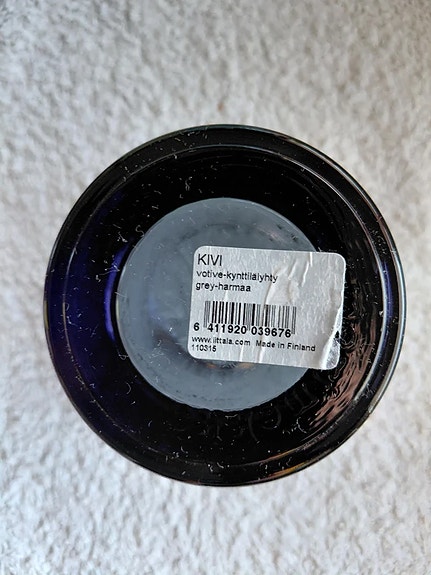 KIVI
votive-kynttilälyhty
grey-harmaa
6 411920 039676
www.iittala.com Made in Finland
110315